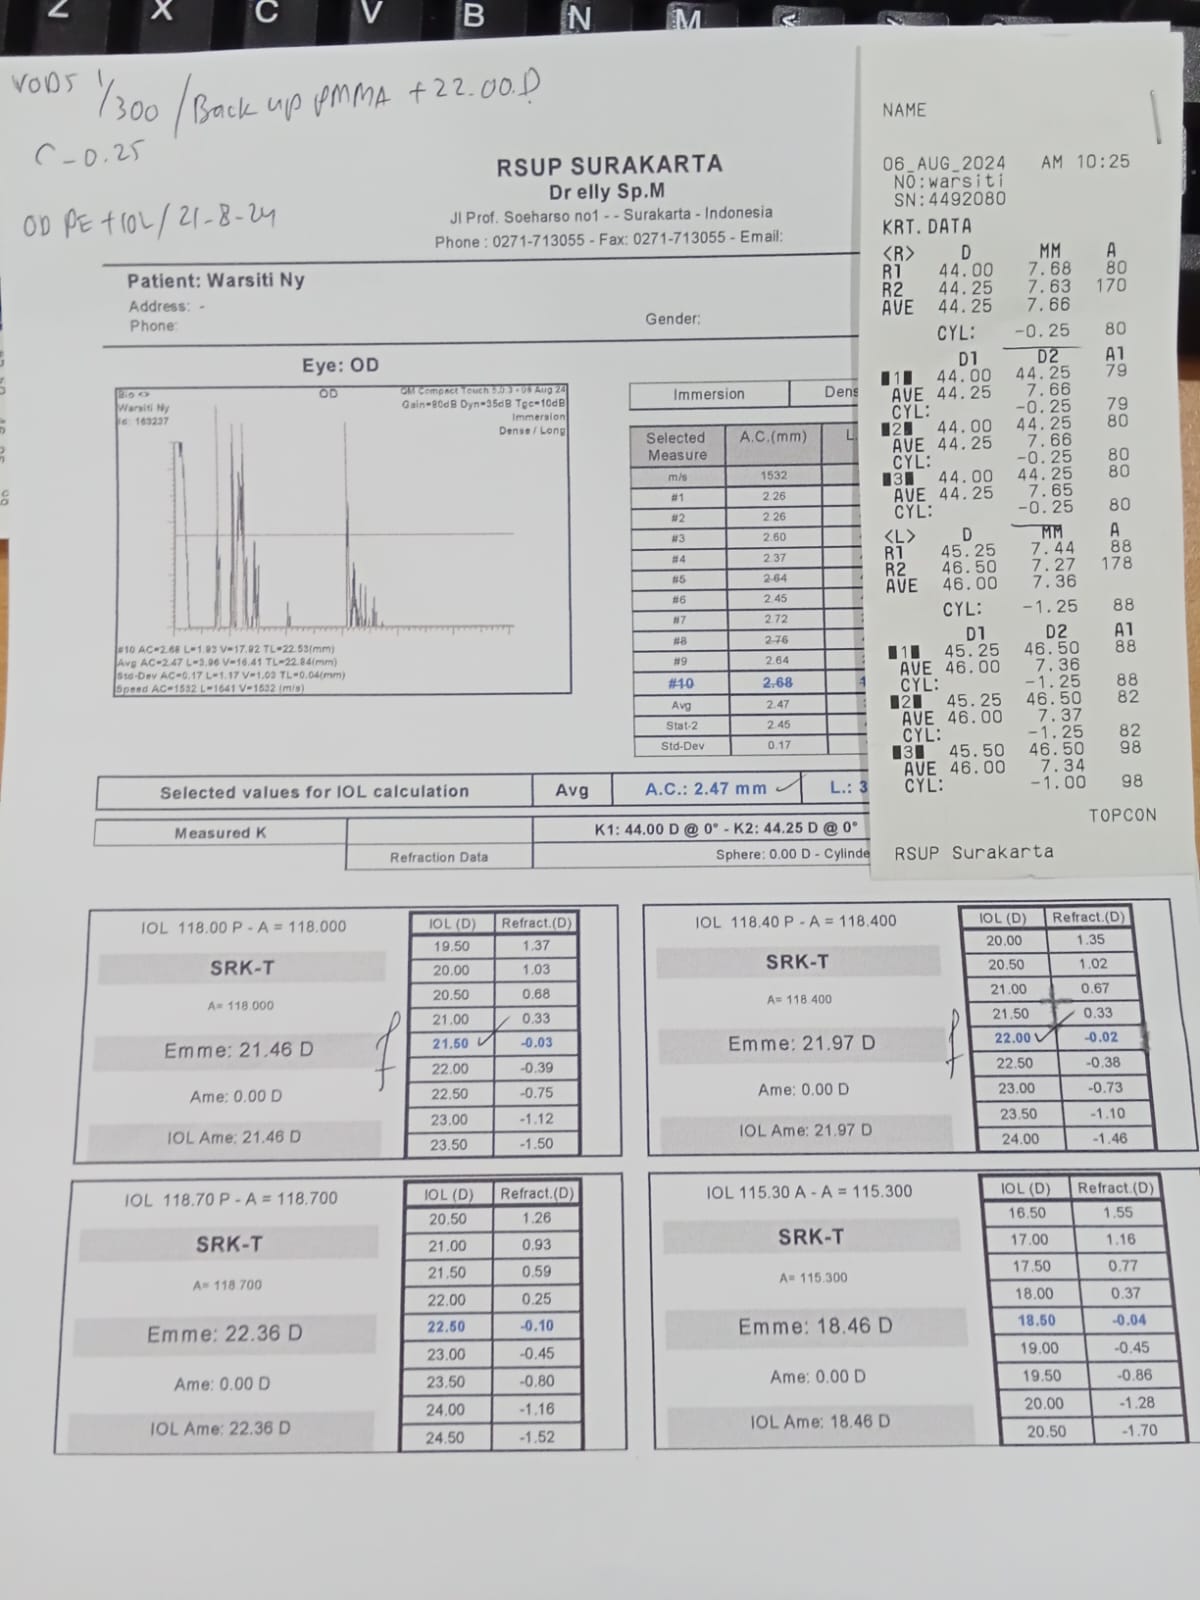 Z X C V B N M
VODS 1/300 / Back up PMMA +22.00.D
C -0.25
OD PE + IOL / 21-8-24
RSUP SURAKARTA
Dr elly Sp.M
Jl Prof. Soeharso no1 - - Surakarta - Indonesia
Phone : 0271-713055 - Fax: 0271-713055 - Email:
Patient: Warsiti Ny
Address: -
Phone:
Gender:
Eye: OD
Bio <> OD GM Compact Touch 5.0.3 - 06 Aug 24
Warsiti Ny Gain=80dB Dyn=35dB Tgc=10dB
Id: 163237 Immersion
Dense / Long
#10 AC=2.68 L=1.93 V=17.92 TL=22.53(mm)
Avg AC=2.47 L=3.96 V=16.41 TL=22.84(mm)
Std-Dev AC=0.17 L=1.17 V=1.03 TL=0.04(mm)
Speed AC=1532 L=1641 V=1532 (m/s)
Immersion Dens
Selected Measure A.C.(mm) L.
m/s 1532
#1 2.26
#2 2.26
#3 2.60
#4 2.37
#5 2.64
#6 2.45
#7 2.72
#8 2.76
#9 2.64
#10 2.68
Avg 2.47
Stat-2 2.45
Std-Dev 0.17
Selected values for IOL calculation Avg A.C.: 2.47 mm L.: 3
Measured K K1: 44.00 D @ 0° - K2: 44.25 D @ 0°
Refraction Data Sphere: 0.00 D - Cylinde
NAME
06_AUG_2024 AM 10:25
NO:warsiti
SN:4492080
KRT.DATA
<R> D MM A
R1 44.00 7.68 80
R2 44.25 7.63 170
AVE 44.25 7.66
CYL: -0.25 80
D1 D2 A1
1 44.00 44.25 79
AVE 44.25 7.66
CYL: -0.25 79
2 44.00 44.25 80
AVE 44.25 7.66
CYL: -0.25 80
3 44.00 44.25 80
AVE 44.25 7.65
CYL: -0.25 80
<L> D MM A
R1 45.25 7.44 88
R2 46.50 7.27 178
AVE 46.00 7.36
CYL: -1.25 88
D1 D2 A1
1 45.25 46.50 88
AVE 46.00 7.36
CYL: -1.25 88
2 45.25 46.50 82
AVE 46.00 7.37
CYL: -1.25 82
3 45.50 46.50 98
AVE 46.00 7.34
CYL: -1.00 98
TOPCON
RSUP Surakarta
IOL 118.00 P - A = 118.000
SRK-T
A= 118.000
Emme: 21.46 D
Ame: 0.00 D
IOL Ame: 21.46 D
IOL (D) Refract.(D)
19.50 1.37
20.00 1.03
20.50 0.68
21.00 0.33
21.50 -0.03
22.00 -0.39
22.50 -0.75
23.00 -1.12
23.50 -1.50
IOL 118.40 P - A = 118.400
SRK-T
A= 118.400
Emme: 21.97 D
Ame: 0.00 D
IOL Ame: 21.97 D
IOL (D) Refract.(D)
20.00 1.35
20.50 1.02
21.00 0.67
21.50 0.33
22.00 -0.02
22.50 -0.38
23.00 -0.73
23.50 -1.10
24.00 -1.46
IOL 118.70 P - A = 118.700
SRK-T
A= 118.700
Emme: 22.36 D
Ame: 0.00 D
IOL Ame: 22.36 D
IOL (D) Refract.(D)
20.50 1.26
21.00 0.93
21.50 0.59
22.00 0.25
22.50 -0.10
23.00 -0.45
23.50 -0.80
24.00 -1.16
24.50 -1.52
IOL 115.30 A - A = 115.300
SRK-T
A= 115.300
Emme: 18.46 D
Ame: 0.00 D
IOL Ame: 18.46 D
IOL (D) Refract.(D)
16.50 1.55
17.00 1.16
17.50 0.77
18.00 0.37
18.50 -0.04
19.00 -0.45
19.50 -0.86
20.00 -1.28
20.50 -1.70